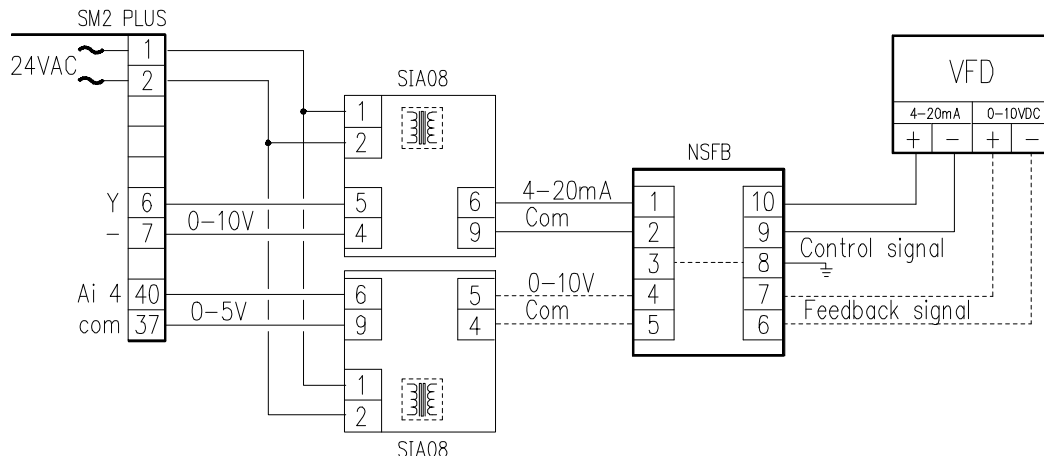 SM2 PLUS
24VAC
1
2
Y 6
- 7
0-10V
Ai 4 40
com 37
0-5V
SIA08
1
2
5 6
4 9
6 5
9 4
1
2
SIA08
4-20mA
Com
0-10V
Com
NSFB
1 10
2 9
3 8
4 7
5 6
Control signal
Feedback signal
VFD
4-20mA 0-10VDC
+ - + -